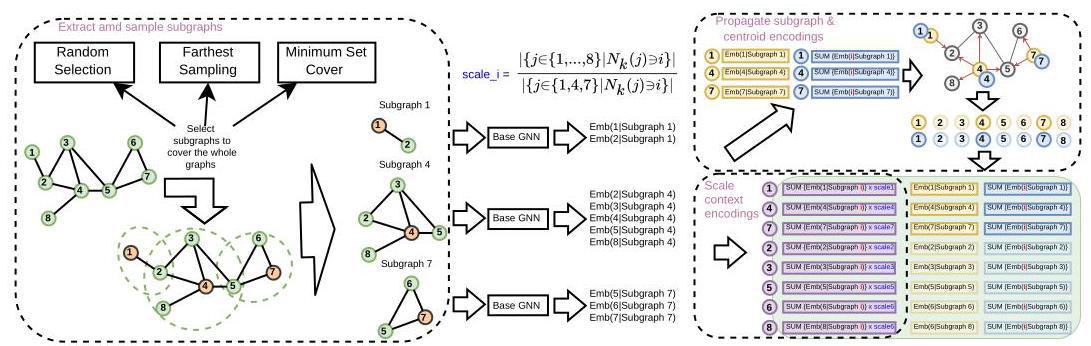 Extract amd sample subgraphs
Random
Selection
Farthest
Sampling
Minimum Set
Cover
Select
subgraphs to
cover the whole
graphs
1
2
3
4
5
6
7
8
1
2
3
4
5
6
7
8
Subgraph 1
1
2
Subgraph 4
3
2
4
5
8
Subgraph 7
6
7
5
scale_i = |{j∈{1,...,8}|N_k(j)∋i}|
|{j∈{1,4,7}|N_k(j)∋i}|
Base GNN
Emb(1|Subgraph 1)
Emb(2|Subgraph 1)
Base GNN
Emb(2|Subgraph 4)
Emb(3|Subgraph 4)
Emb(4|Subgraph 4)
Emb(5|Subgraph 4)
Emb(8|Subgraph 4)
Base GNN
Emb(5|Subgraph 7)
Emb(6|Subgraph 7)
Emb(7|Subgraph 7)
Propagate subgraph &
centroid encodings
1 Emb(1|Subgraph 1) 1 SUM {Emb(i|Subgraph 1)}
4 Emb(4|Subgraph 4) 4 SUM {Emb(i|Subgraph 4)}
7 Emb(7|Subgraph 7) 7 SUM {Emb(i|Subgraph 7)}
1 1
2
3
4
4
5
6
7
7
8
1 2 3 4 5 6 7 8
1 2 3 4 5 6 7 8
Scale
context
encodings
1 SUM {Emb(1|Subgraph i)} x scale1 Emb(1|Subgraph 1) SUM {Emb(i|Subgraph 1)}
4 SUM {Emb(4|Subgraph i)} x scale4 Emb(4|Subgraph 4) SUM {Emb(i|Subgraph 4)}
7 SUM {Emb(7|Subgraph i)} x scale7 Emb(7|Subgraph 7) SUM {Emb(i|Subgraph 7)}
2 SUM {Emb(2|Subgraph i)} x scale2 Emb(2|Subgraph 2) SUM {Emb(i|Subgraph 2)}
3 SUM {Emb(3|Subgraph i)} x scale3 Emb(3|Subgraph 3) SUM {Emb(i|Subgraph 3)}
5 SUM {Emb(5|Subgraph i)} x scale5 Emb(5|Subgraph 5) SUM {Emb(i|Subgraph 5)}
6 SUM {Emb(6|Subgraph i)} x scale6 Emb(6|Subgraph 6) SUM {Emb(i|Subgraph 6)}
8 SUM {Emb(8|Subgraph i)} x scale6 Emb(6|Subgraph 8) SUM {Emb(i|Subgraph 8)}